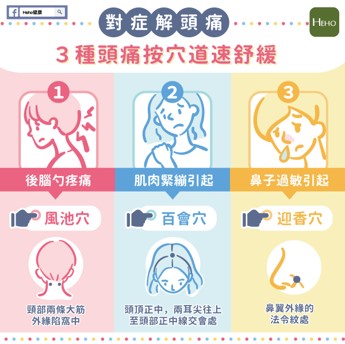 Heho健康
對症解頭痛
HEHO
3種頭痛按穴道速舒緩
1
2
3
後腦勺疼痛
肌肉緊繃引起
鼻子過敏引起
風池穴
百會穴
迎香穴
頸部兩條大筋
外緣陷窩中
頭頂正中，兩耳尖往上
至頭部正中線交會處
鼻翼外緣的
法令紋處